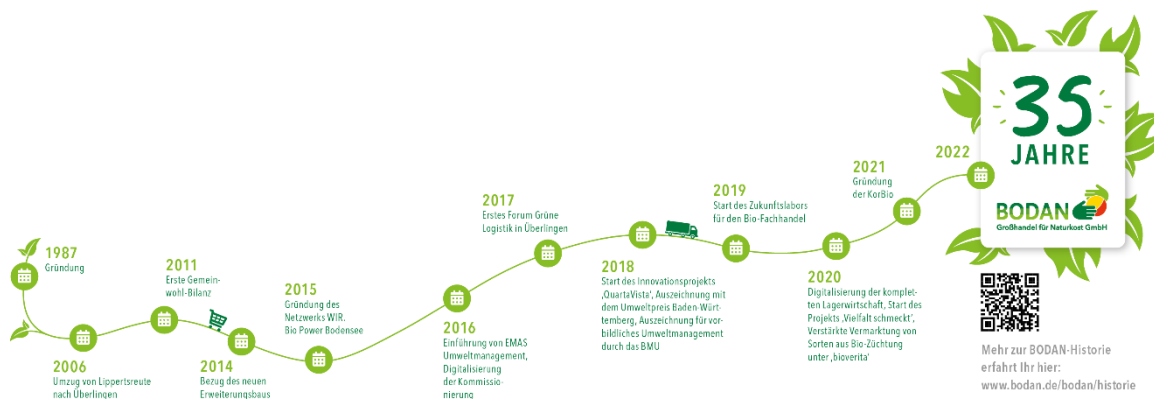 1987
Gründung
2006
Umzug von Lippertsreute
nach Überlingen
2011
Erste Gemein-
wohl-Bilanz
2014
Bezug des neuen
Erweiterungsbaus
2015
Gründung des
Netzwerks WIR.
Bio Power Bodensee
2016
Einführung von EMAS
Umweltmanagement,
Digitalisierung
der Kommissio-
nierung
2017
Erstes Forum Grüne
Logistik in Überlingen
2018
Start des Innovationsprojekts
‚QuartaVista‘, Auszeichnung mit
dem Umweltpreis Baden-Würt-
temberg, Auszeichnung für vor-
bildliches Umweltmanagement
durch das BMU
2019
Start des Zukunftslabors
für den Bio-Fachhandel
2020
Digitalisierung der komplet-
ten Lagerwirtschaft, Start des
Projekts ‚Vielfalt schmeckt‘,
Verstärkte Vermarktung von
Sorten aus Bio-Züchtung
unter ‚bioverita‘
2021
Gründung
der KorBio
2022
35
JAHRE
BODAN
Großhandel für Naturkost GmbH
Mehr zur BODAN-Historie
erfahrt Ihr hier:
www.bodan.de/bodan/historie